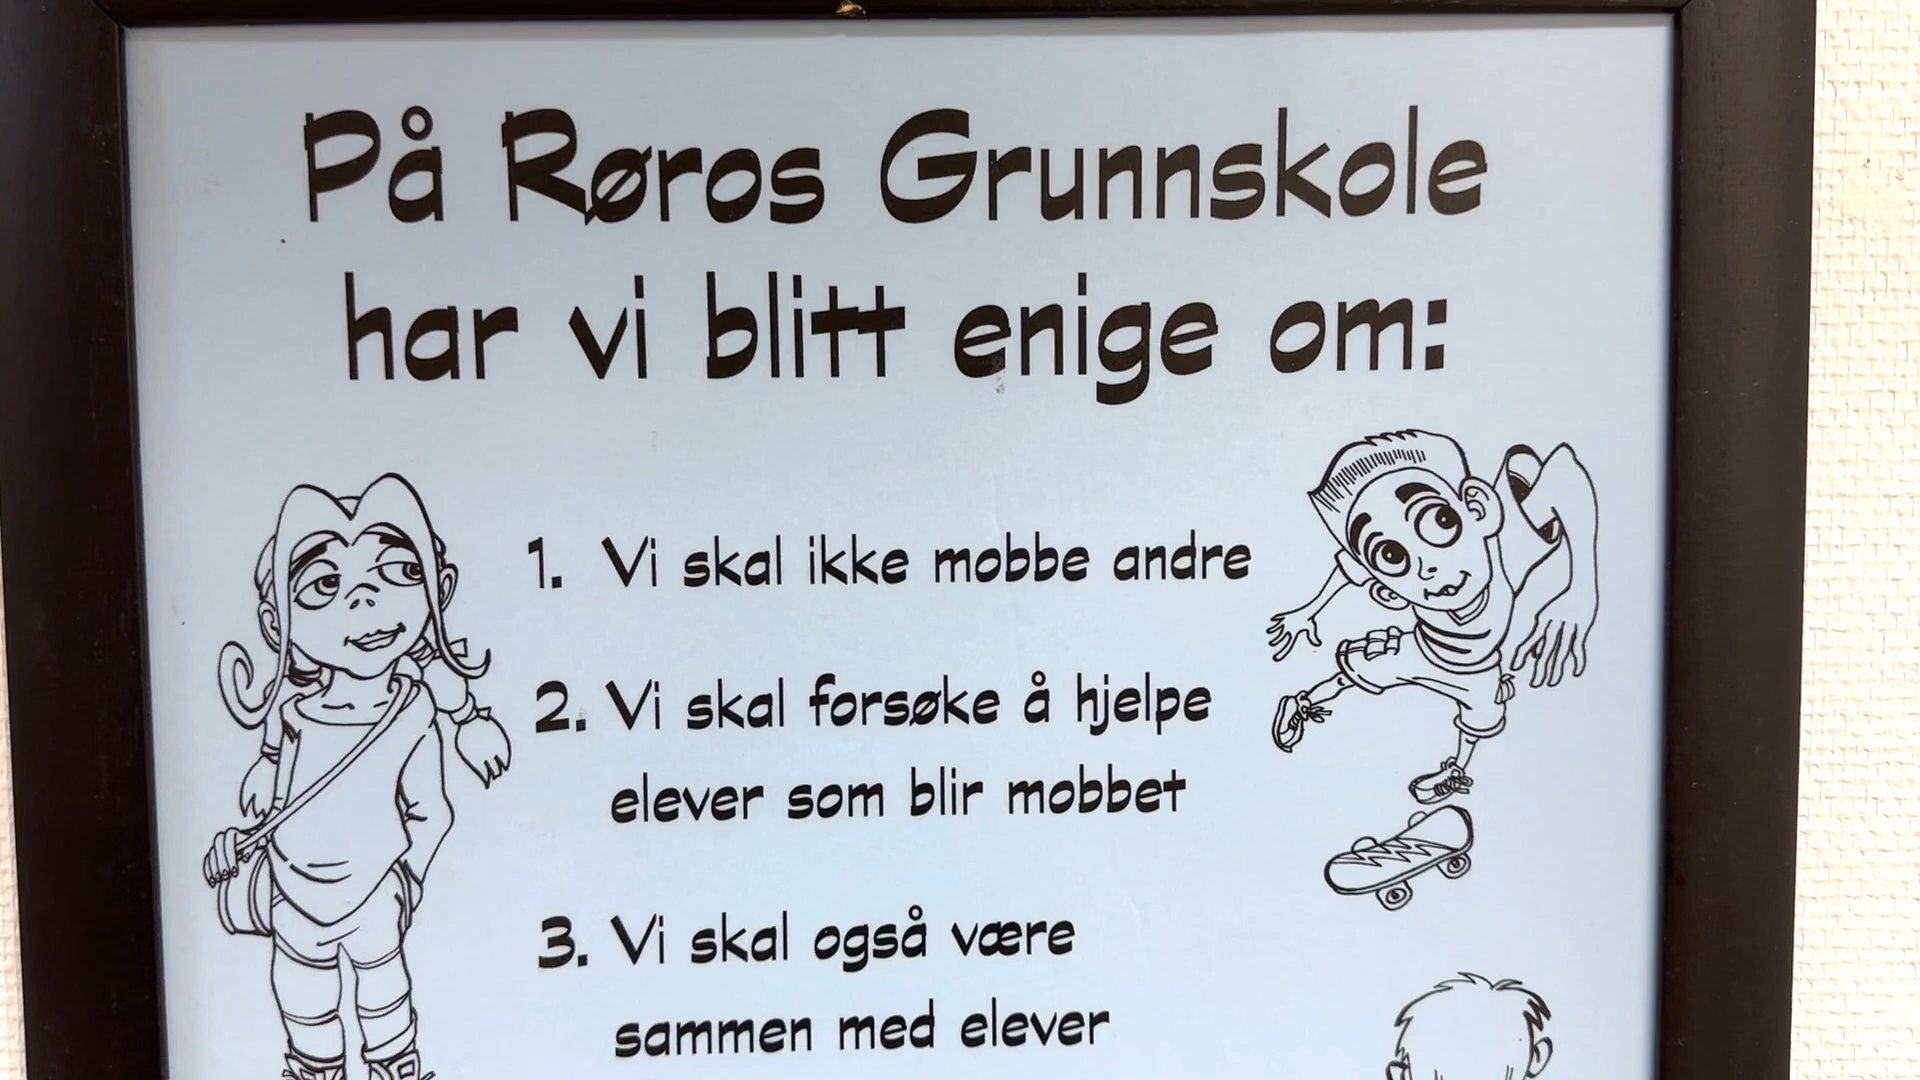 På Røros Grunnskole
har vi blitt enige om:
1. Vi skal ikke mobbe andre
2. Vi skal forsøke å hjelpe
elever som blir mobbet
3. Vi skal også være
sammen med elever